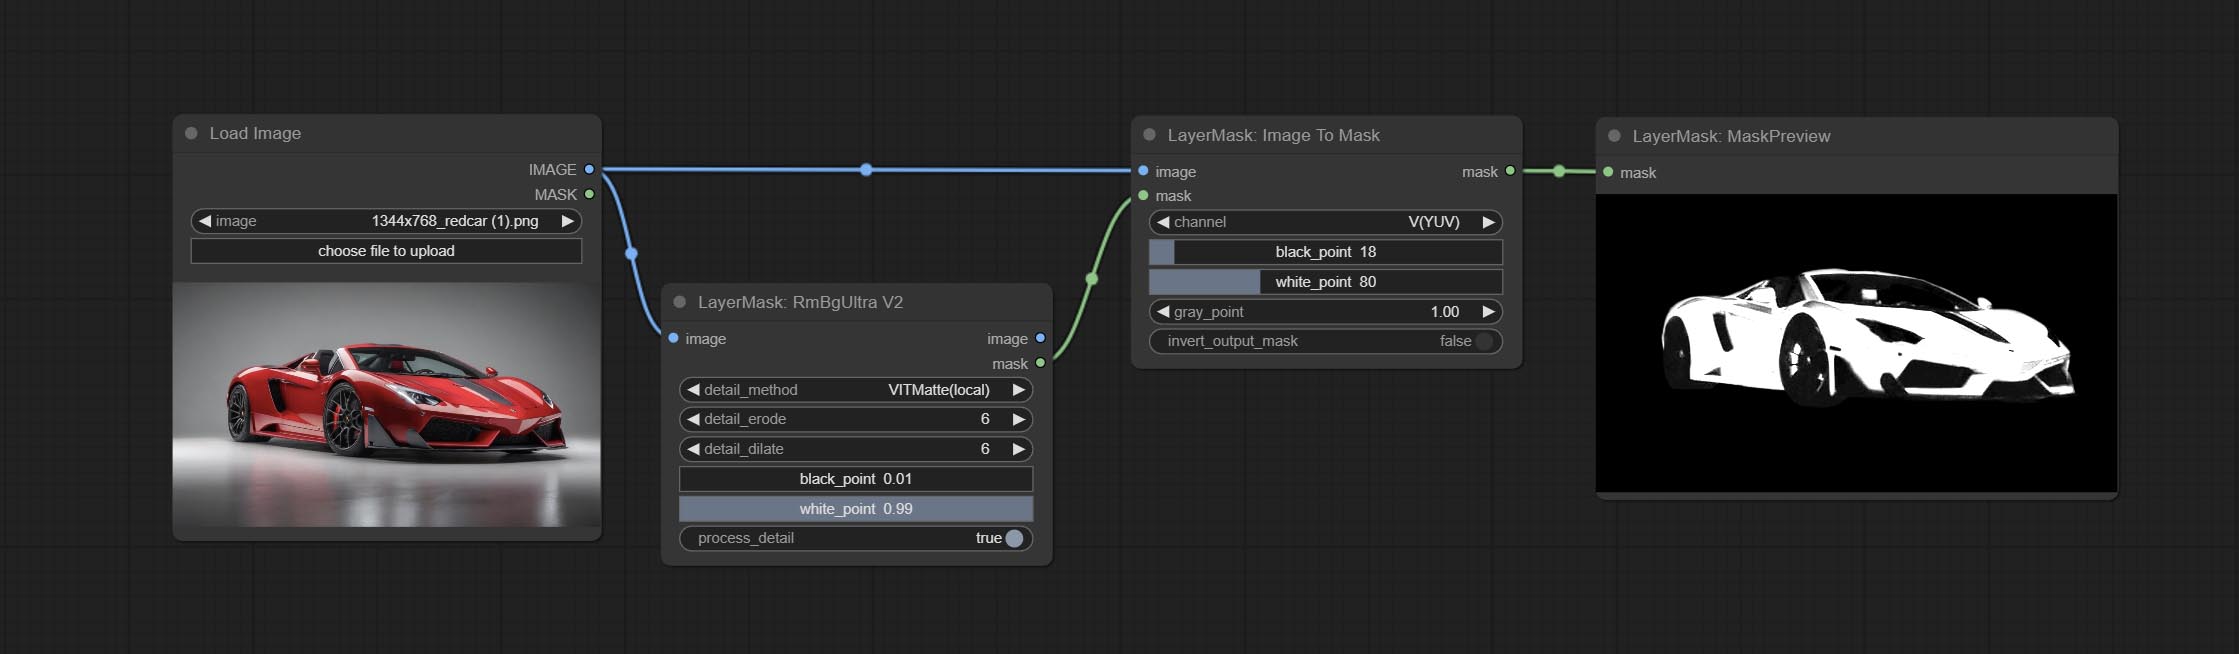 Load Image
IMAGE
MASK
image 1344x768_redcar (1).png
choose file to upload
LayerMask: RmBgUltra V2
image image
mask
detail_method VITMatte(local)
detail_erode 6
detail_dilate 6
black_point 0.01
white_point 0.99
process_detail true
LayerMask: Image To Mask
image mask
mask
channel V(YUV)
black_point 18
white_point 80
gray_point 1.00
invert_output_mask false
LayerMask: MaskPreview
mask